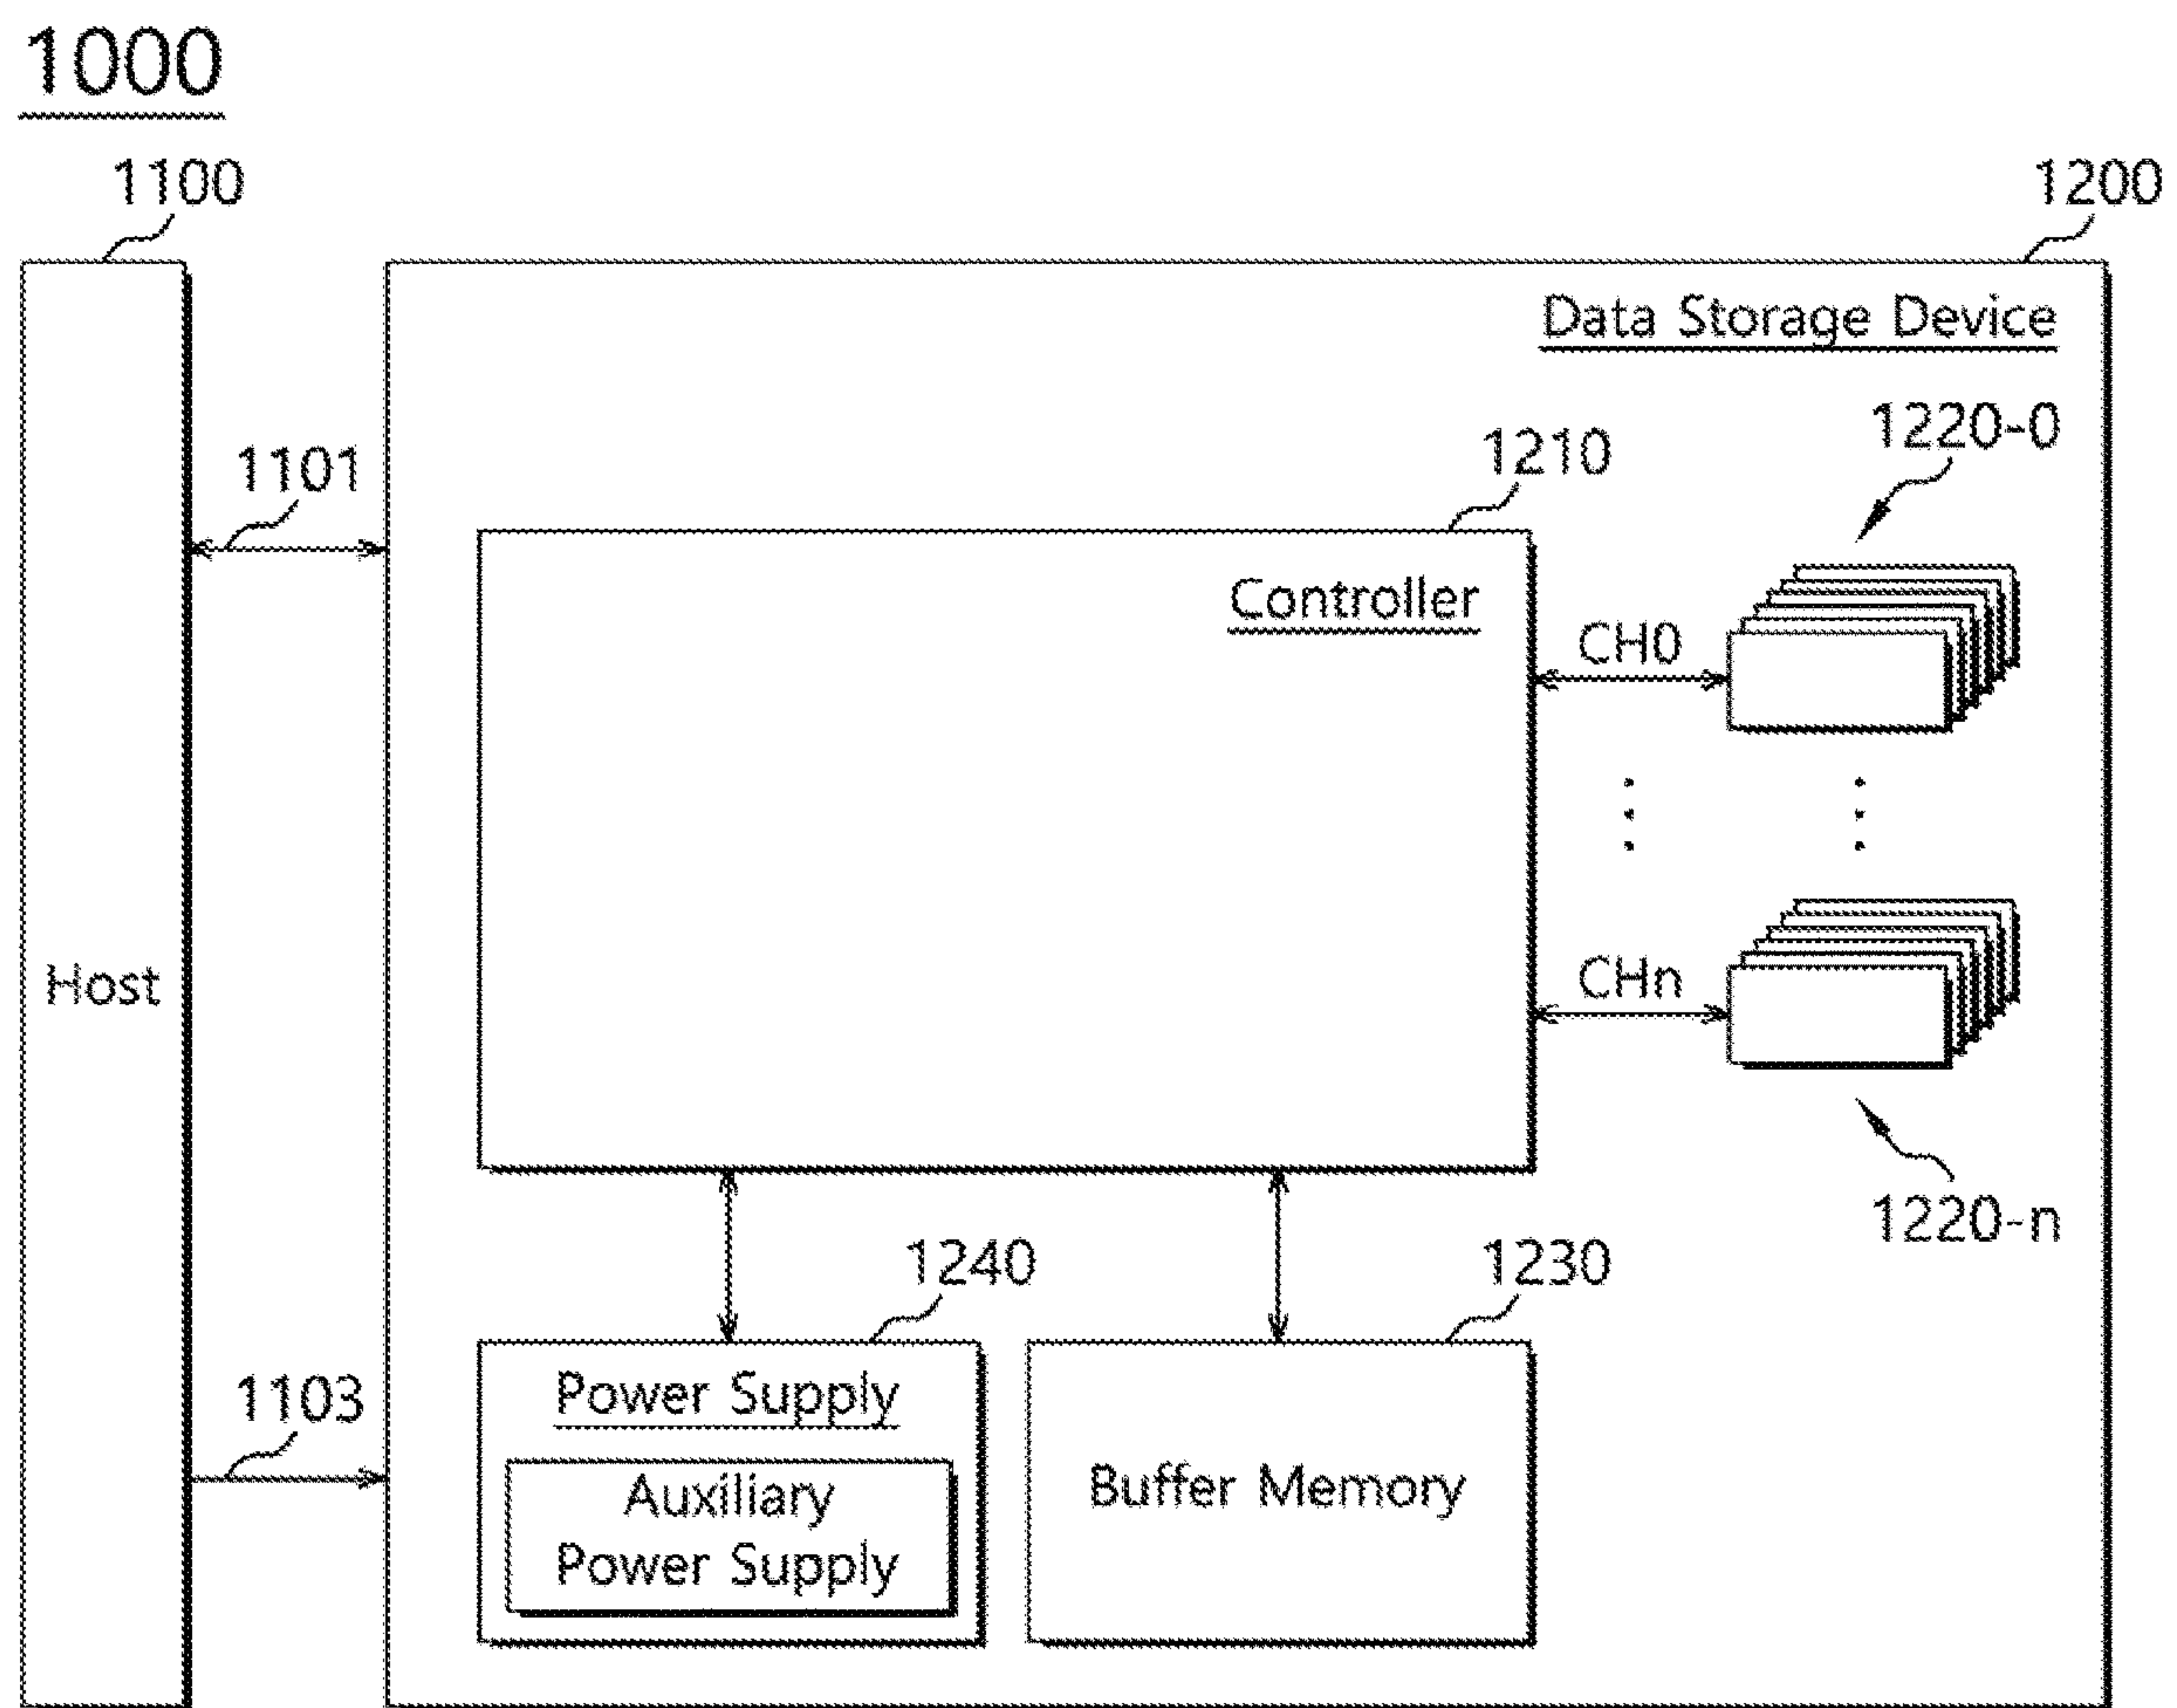 1000
1100
1200
Data Storage Device
1220-0
1210
1101
Controller
CH0
CHn
Host
1220-n
1240
1230
1103
Power Supply
Auxiliary
Power Supply
Buffer Memory